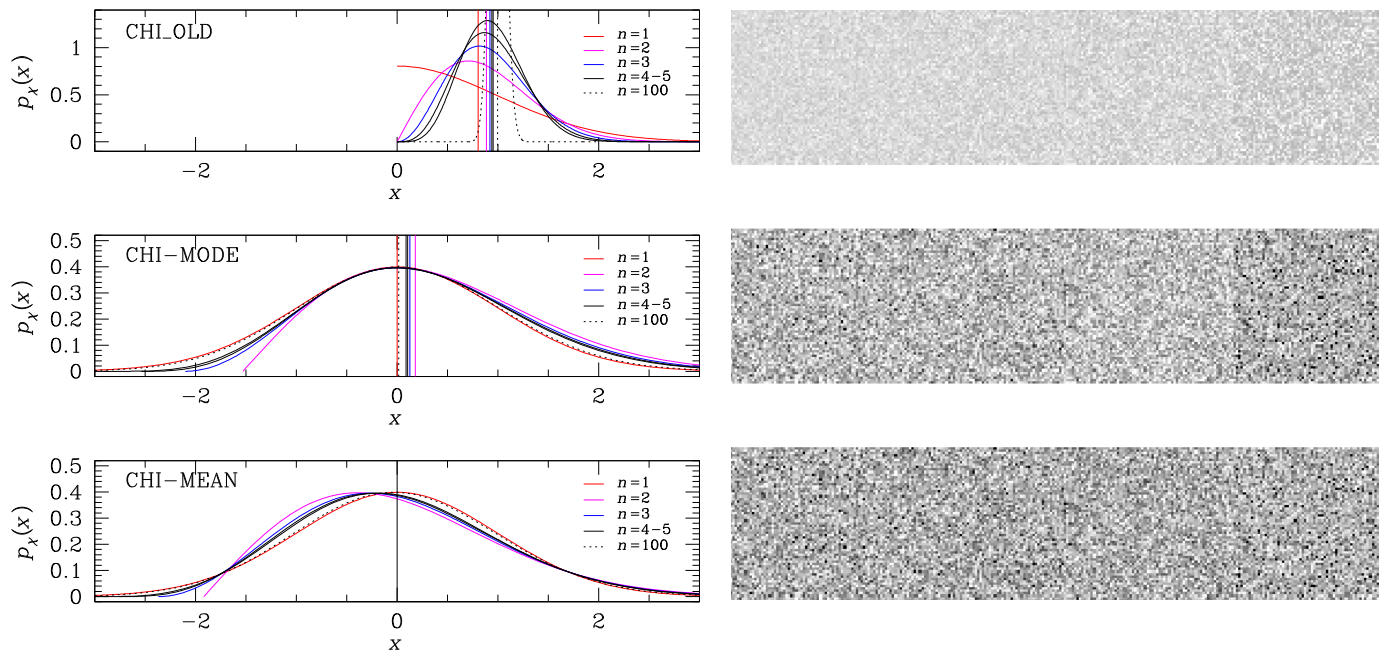 CHI_OLD
n=1
n=2
n=3
n=4-5
n=100
pχ(x)
1
0.5
0
-2
0
2
x
CHI-MODE
n=1
n=2
n=3
n=4-5
n=100
pχ(x)
0.5
0.4
0.3
0.2
0.1
0
-2
0
2
x
CHI-MEAN
n=1
n=2
n=3
n=4-5
n=100
pχ(x)
0.5
0.4
0.3
0.2
0.1
0
-2
0
2
x